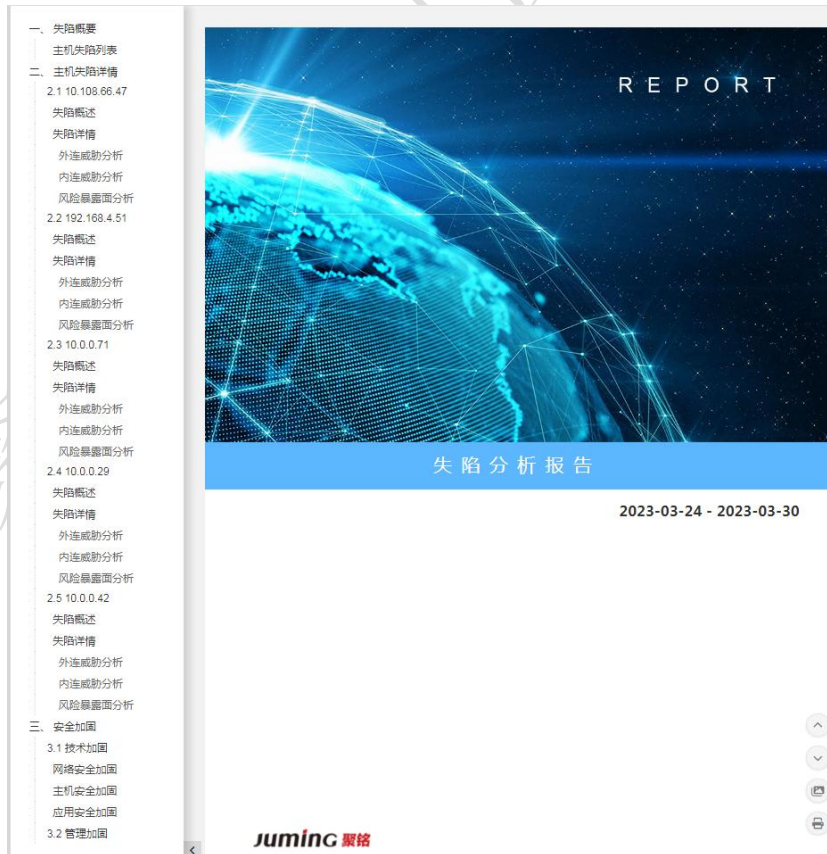 一、 失陷概要
主机失陷列表
二、 主机失陷详情
2.1 10.108.66.47
失陷概述
失陷详情
外连威胁分析
内连威胁分析
风险暴露面分析
2.2 192.168.4.51
失陷概述
失陷详情
外连威胁分析
内连威胁分析
风险暴露面分析
2.3 10.0.0.71
失陷概述
失陷详情
外连威胁分析
内连威胁分析
风险暴露面分析
2.4 10.0.0.29
失陷概述
失陷详情
外连威胁分析
内连威胁分析
风险暴露面分析
2.5 10.0.0.42
失陷概述
失陷详情
外连威胁分析
内连威胁分析
风险暴露面分析
三、 安全加固
3.1 技术加固
网络安全加固
主机安全加固
应用安全加固
3.2 管理加固
REPORT
失陷分析报告
2023-03-24 - 2023-03-30
Juming 聚铭